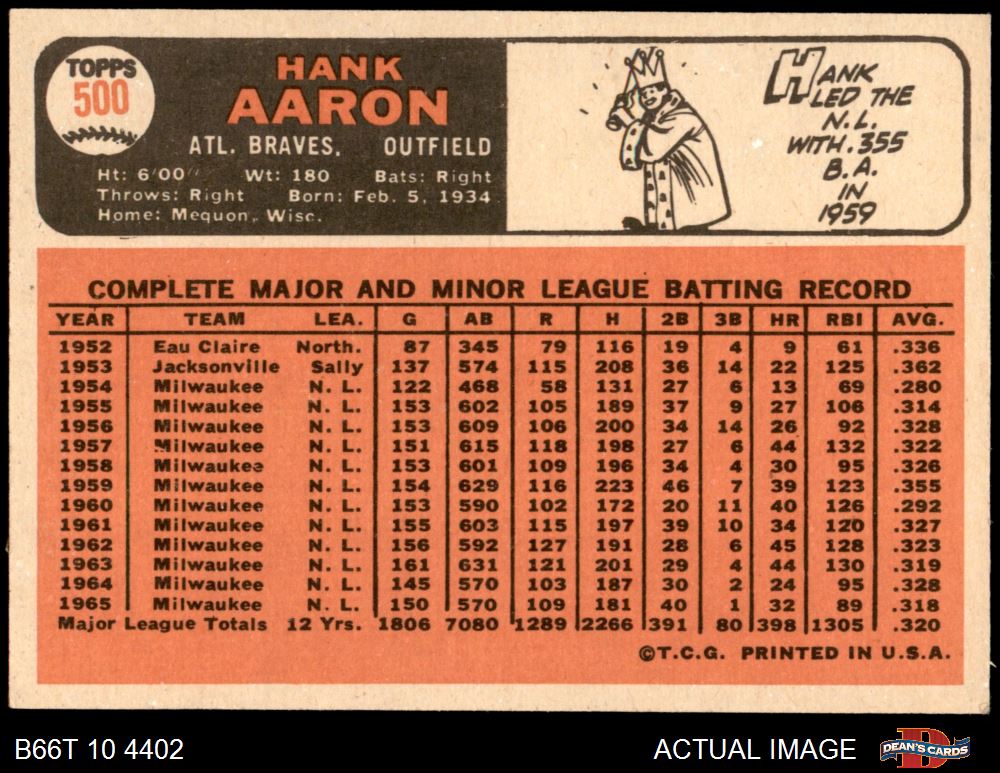 TOPPS
500
HANK
AARON
ATL. BRAVES. OUTFIELD
Ht: 6'00" Wt: 180 Bats: Right
Throws: Right Born: Feb. 5, 1934
Home: Mequon, Wisc.
HANK
LED THE
N.L.
WITH .355
B.A.
IN
1959
COMPLETE MAJOR AND MINOR LEAGUE BATTING RECORD
YEAR TEAM LEA. G AB R H 2B 3B HR RBI AVG.
1952 Eau Claire North. 87 345 79 116 19 4 9 61 .336
1953 Jacksonville Sally 137 574 115 208 36 14 22 125 .362
1954 Milwaukee N. L. 122 468 58 131 27 6 13 69 .280
1955 Milwaukee N. L. 153 602 105 189 37 9 27 106 .314
1956 Milwaukee N. L. 153 609 106 200 34 14 26 92 .328
1957 Milwaukee N. L. 151 615 118 198 27 6 44 132 .322
1958 Milwaukee N. L. 153 601 109 196 34 4 30 95 .326
1959 Milwaukee N. L. 154 629 116 223 46 7 39 123 .355
1960 Milwaukee N. L. 153 590 102 172 20 11 40 126 .292
1961 Milwaukee N. L. 155 603 115 197 39 10 34 120 .327
1962 Milwaukee N. L. 156 592 127 191 28 6 45 128 .323
1963 Milwaukee N. L. 161 631 121 201 29 4 44 130 .319
1964 Milwaukee N. L. 145 570 103 187 30 2 24 95 .328
1965 Milwaukee N. L. 150 570 109 181 40 1 32 89 .318
Major League Totals 12 Yrs. 1806 7080 1289 2266 391 80 398 1305 .320
©T.C.G. PRINTED IN U.S.A.
B66T 10 4402 ACTUAL IMAGE DEAN'S CARDS